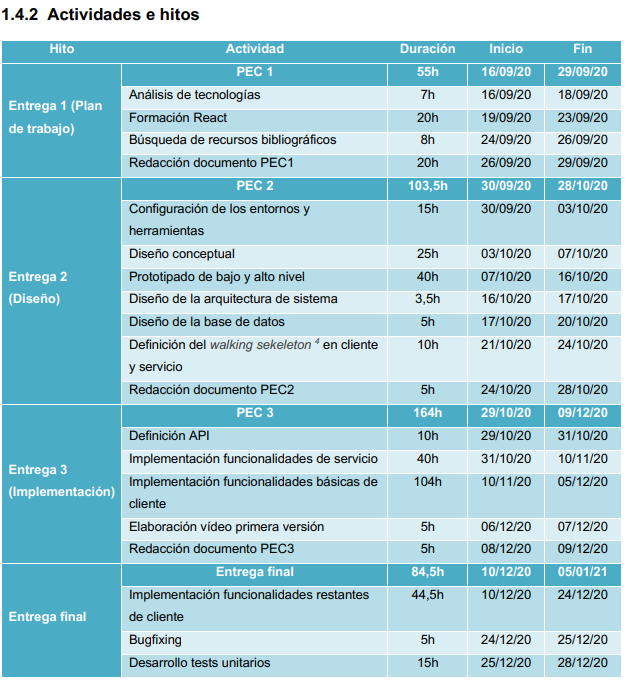 1.4.2 Actividades e hitos
Hito Actividad Duración Inicio Fin
Entrega 1 (Plan
de trabajo)
PEC 1 55h 16/09/20 29/09/20
Análisis de tecnologías 7h 16/09/20 18/09/20
Formación React 20h 19/09/20 23/09/20
Búsqueda de recursos bibliográficos 8h 24/09/20 26/09/20
Redacción documento PEC1 20h 26/09/20 29/09/20
Entrega 2
(Diseño)
PEC 2 103,5h 30/09/20 28/10/20
Configuración de los entornos y 15h 30/09/20 03/10/20
herramientas
Diseño conceptual 25h 03/10/20 07/10/20
Prototipado de bajo y alto nivel 40h 07/10/20 16/10/20
Diseño de la arquitectura de sistema 3,5h 16/10/20 17/10/20
Diseño de la base de datos 5h 17/10/20 20/10/20
Definición del walking sekeleton 4 en cliente 10h 21/10/20 24/10/20
y servicio
Redacción documento PEC2 5h 24/10/20 28/10/20
Entrega 3
(Implementación)
PEC 3 164h 29/10/20 09/12/20
Definición API 10h 29/10/20 31/10/20
Implementación funcionalidades de servicio 40h 31/10/20 10/11/20
Implementación funcionalidades básicas de 104h 10/11/20 05/12/20
cliente
Elaboración vídeo primera versión 5h 06/12/20 07/12/20
Redacción documento PEC3 5h 08/12/20 09/12/20
Entrega final
Entrega final 84,5h 10/12/20 05/01/21
Implementación funcionalidades restantes 44,5h 10/12/20 24/12/20
de cliente
Bugfixing 5h 24/12/20 25/12/20
Desarrollo tests unitarios 15h 25/12/20 28/12/20